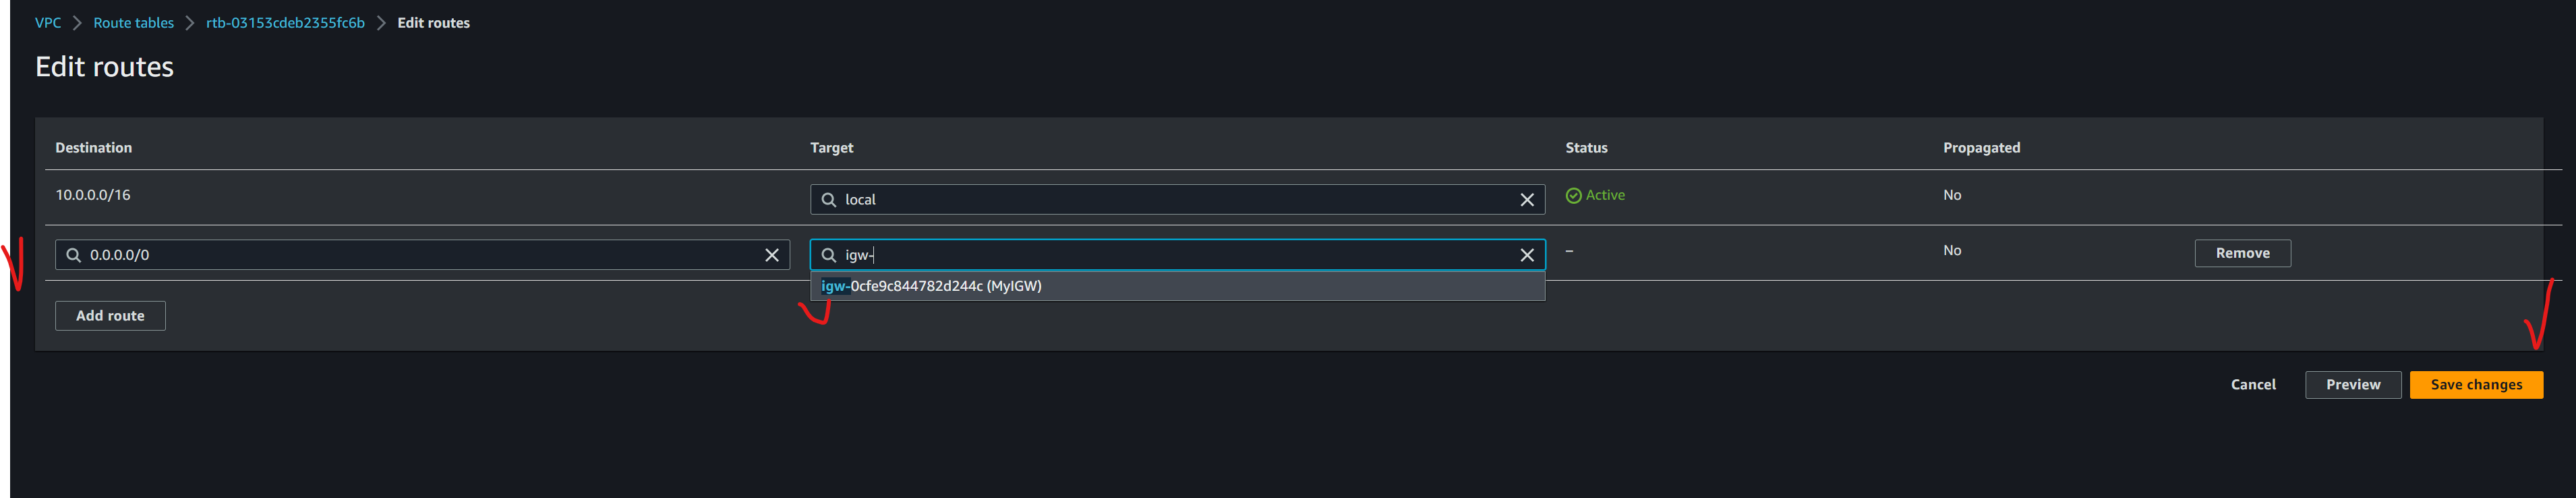 VPC > Route tables > rtb-03153cdeb2355fc6b > Edit routes
Edit routes
Destination Target Status Propagated
10.0.0.0/16 local Active No
0.0.0.0/0 igw- – No Remove
igw-0cfe9c844782d244c (MyIGW)
Add route
Cancel Preview Save changes